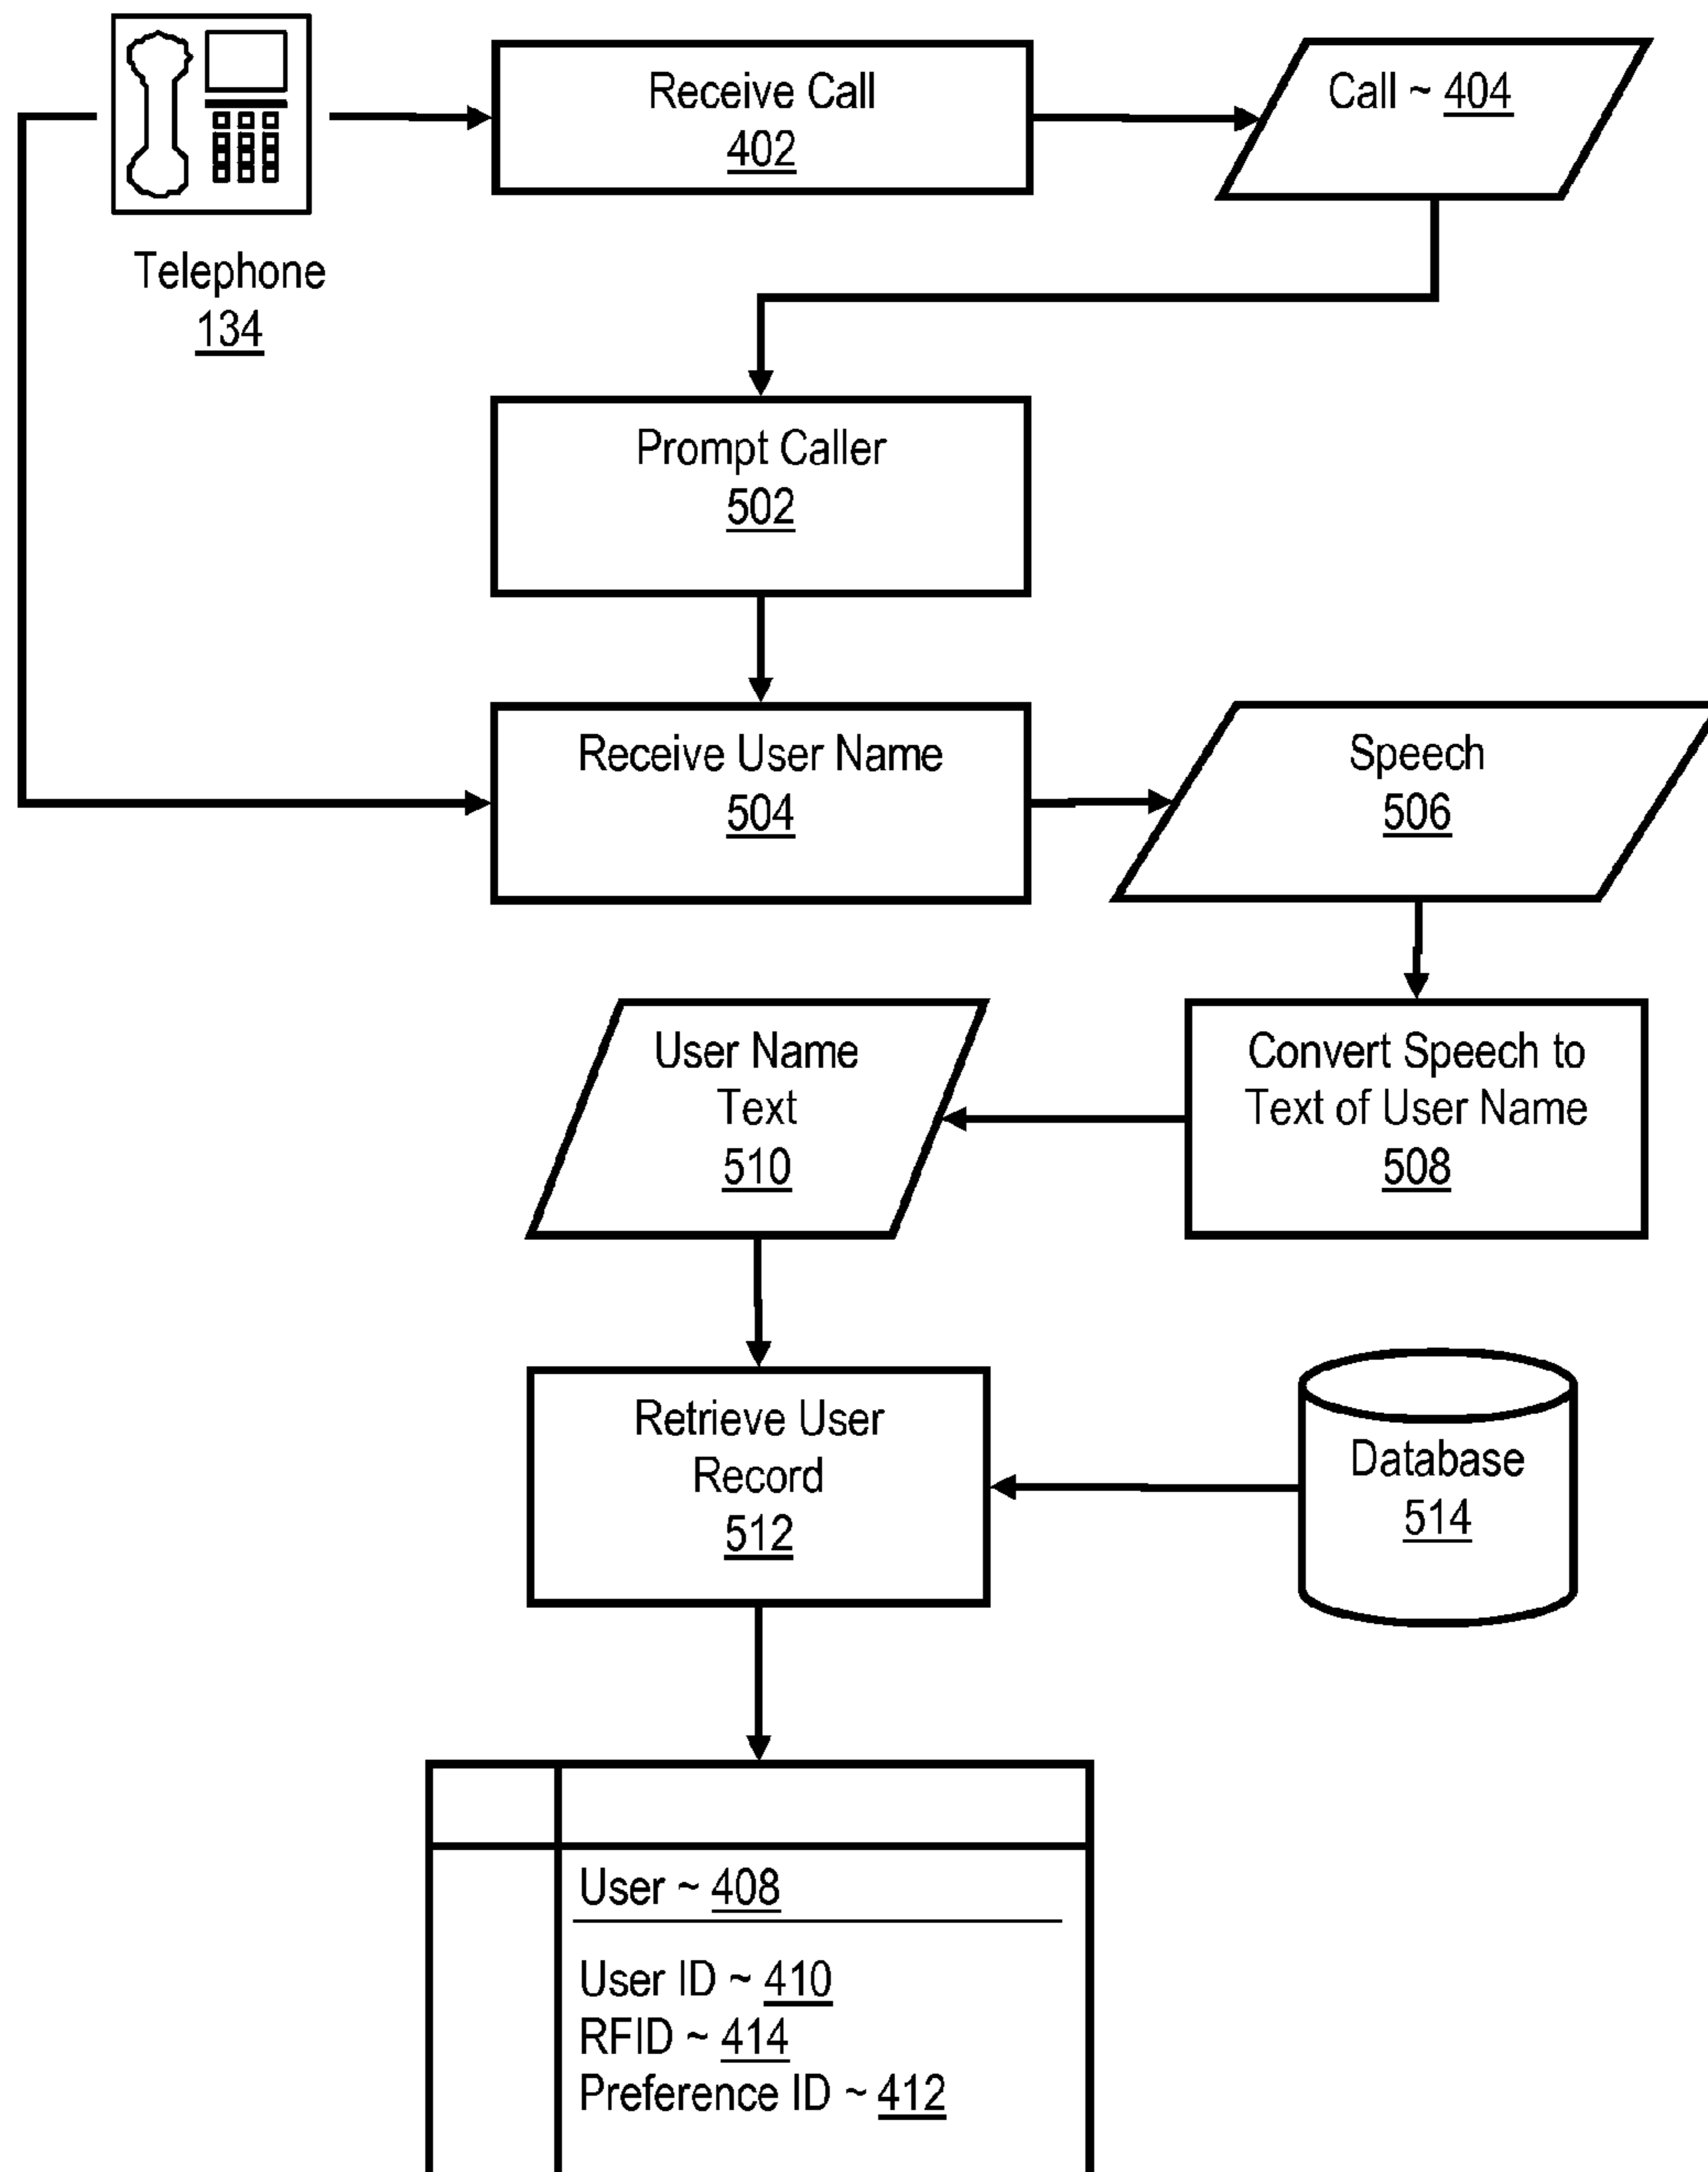 Receive Call
402
Call ~ 404
Telephone
134
Prompt Caller
502
Receive User Name
504
Speech
506
User Name
Text
510
Convert Speech to
Text of User Name
508
Retrieve User
Record
512
Database
514
User ~ 408
User ID ~ 410
RFID ~ 414
Preference ID ~ 412